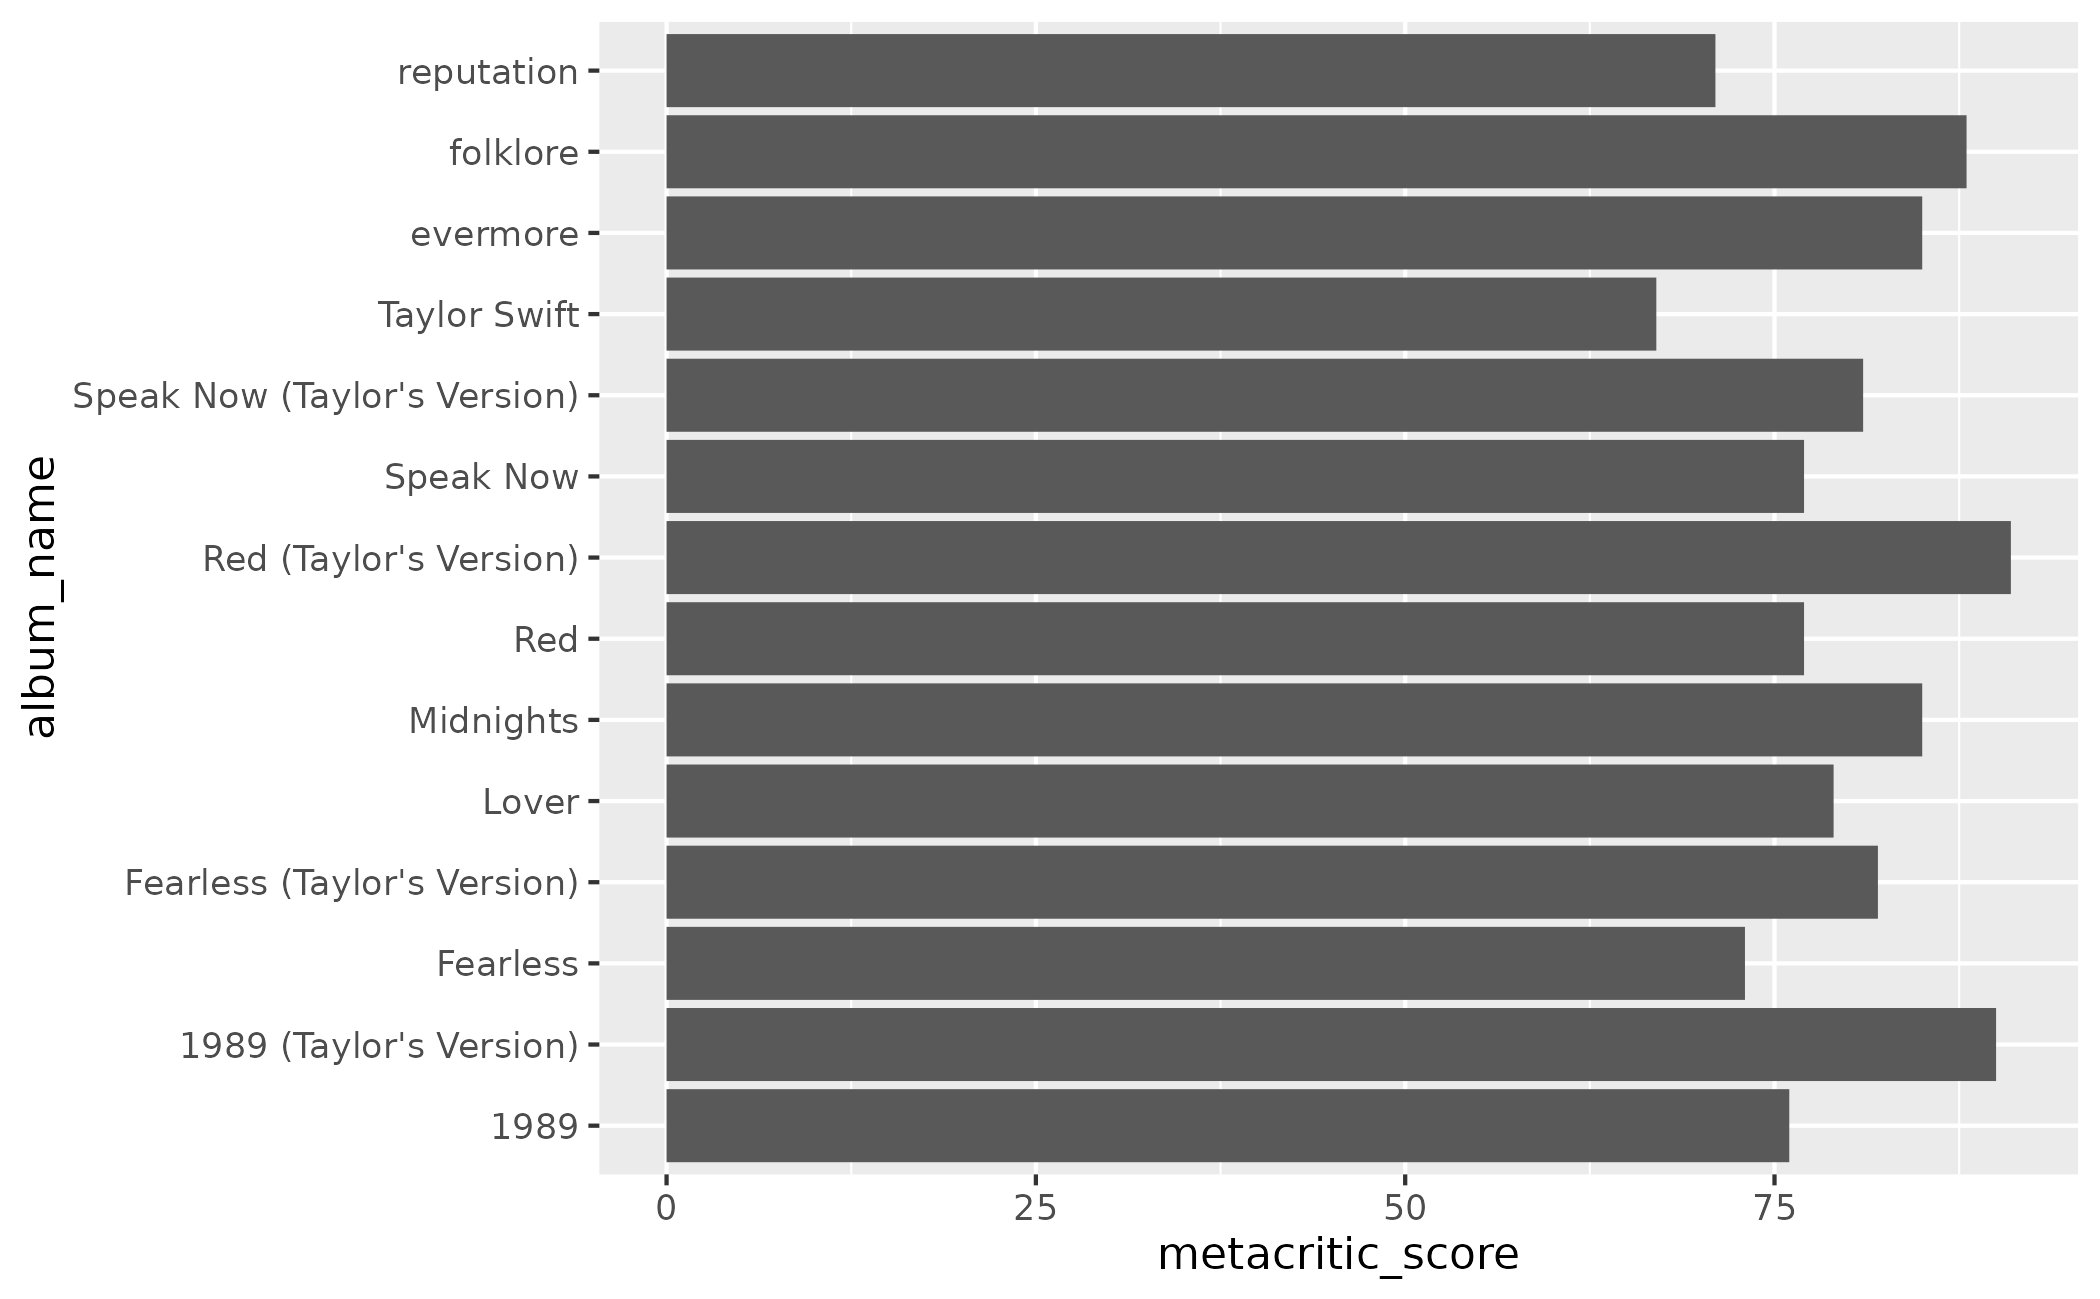 reputation
folklore
evermore
Taylor Swift
Speak Now (Taylor's Version)
Speak Now
Red (Taylor's Version)
Red
Midnights
Lover
Fearless (Taylor's Version)
Fearless
1989 (Taylor's Version)
1989
album_name
0 25 50 75
metacritic_score